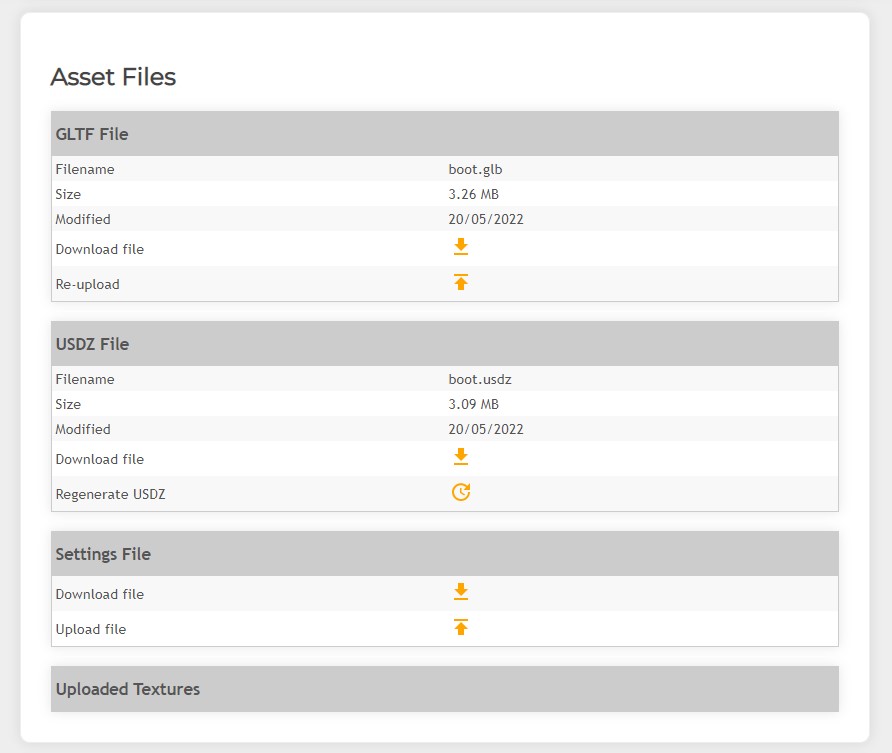 Asset Files
GLTF File
Filename boot.glb
Size 3.26 MB
Modified 20/05/2022
Download file
Re-upload
USDZ File
Filename boot.usdz
Size 3.09 MB
Modified 20/05/2022
Download file
Regenerate USDZ
Settings File
Download file
Upload file
Uploaded Textures